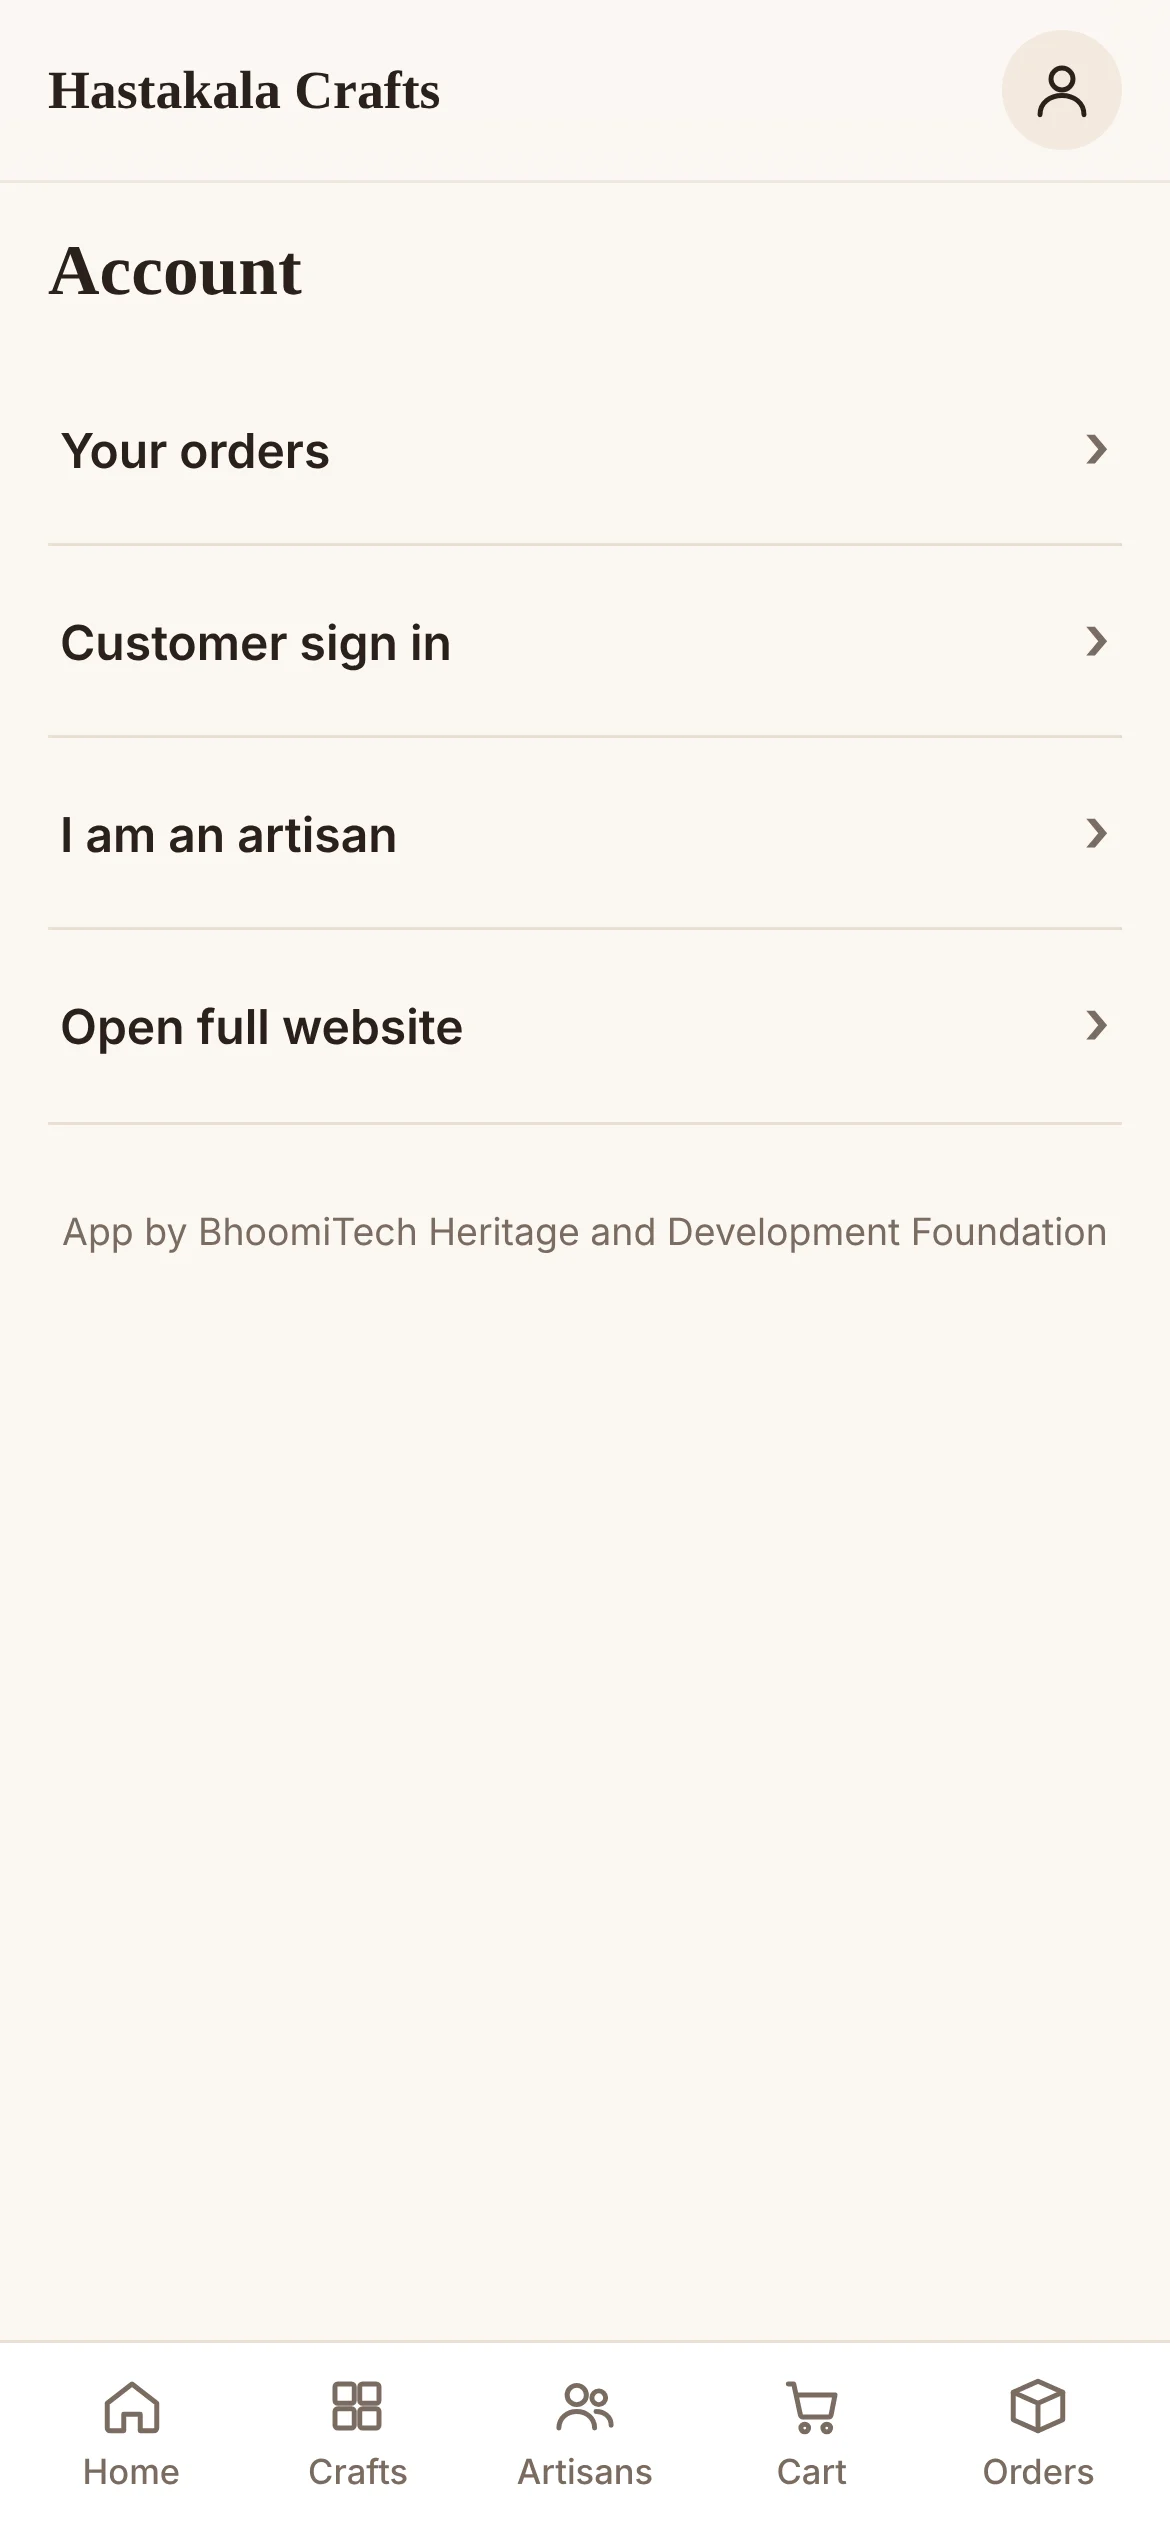 Hastakala Crafts
Account
Your orders
Customer sign in
I am an artisan
Open full website
App by BhoomiTech Heritage and Development Foundation
Home
Crafts
Artisans
Cart
Orders